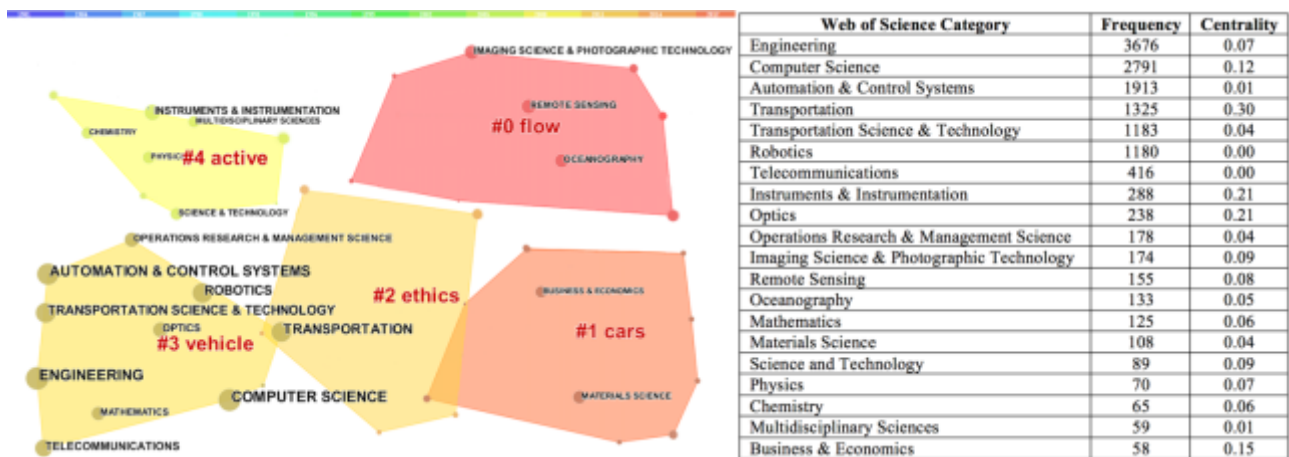 IMAGING SCIENCE & PHOTOGRAPHIC TECHNOLOGY
REMOTE SENSING
#0 flow
OCEANOGRAPHY
INSTRUMENTS & INSTRUMENTATION
MULTIDISCIPLINARY SCIENCES
CHEMISTRY
PHYSICS
#4 active
SCIENCE & TECHNOLOGY
OPERATIONS RESEARCH & MANAGEMENT SCIENCE
AUTOMATION & CONTROL SYSTEMS
ROBOTICS
#2 ethics
BUSINESS & ECONOMICS
TRANSPORTATION SCIENCE & TECHNOLOGY
OPTICS
TRANSPORTATION
#1 cars
#3 vehicle
ENGINEERING
COMPUTER SCIENCE
MATERIALS SCIENCE
MATHEMATICS
TELECOMMUNICATIONS
Web of Science Category Frequency Centrality
Engineering 3676 0.07
Computer Science 2791 0.12
Automation & Control Systems 1913 0.01
Transportation 1325 0.30
Transportation Science & Technology 1183 0.04
Robotics 1180 0.00
Telecommunications 416 0.00
Instruments & Instrumentation 288 0.21
Optics 238 0.21
Operations Research & Management Science 178 0.04
Imaging Science & Photographic Technology 174 0.09
Remote Sensing 155 0.08
Oceanography 133 0.05
Mathematics 125 0.06
Materials Science 108 0.04
Science and Technology 89 0.09
Physics 70 0.07
Chemistry 65 0.06
Multidisciplinary Sciences 59 0.01
Business & Economics 58 0.15